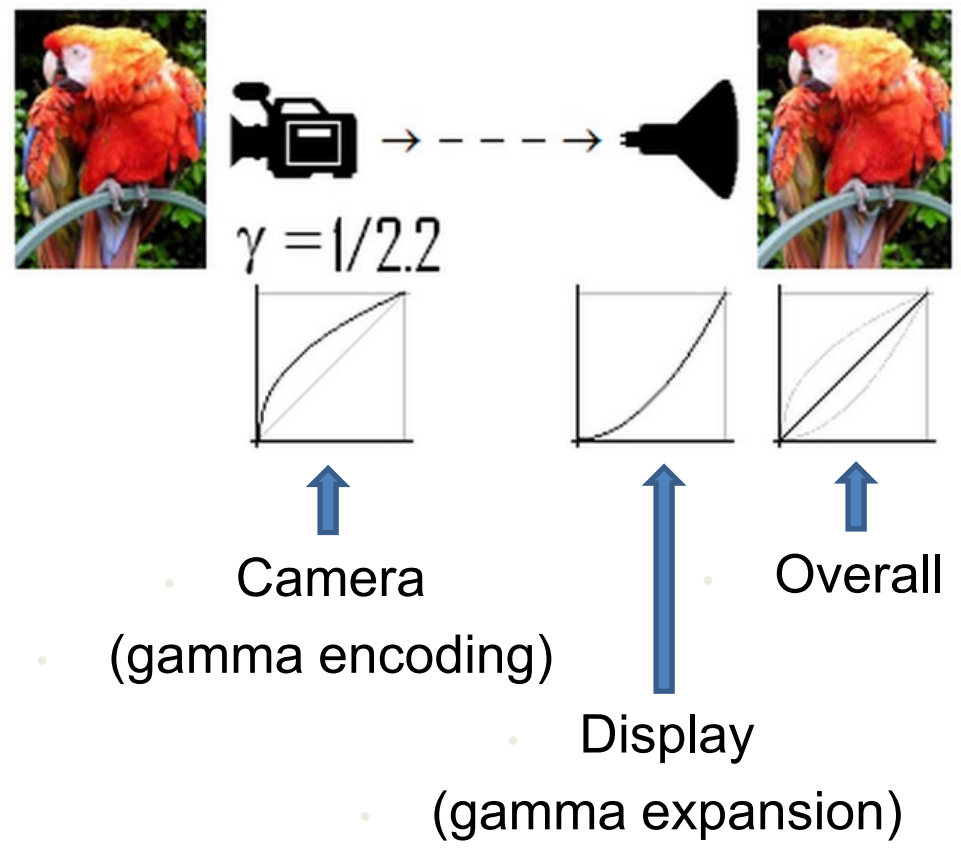 γ = 1/2.2
Camera
(gamma encoding)
Overall
Display
(gamma expansion)